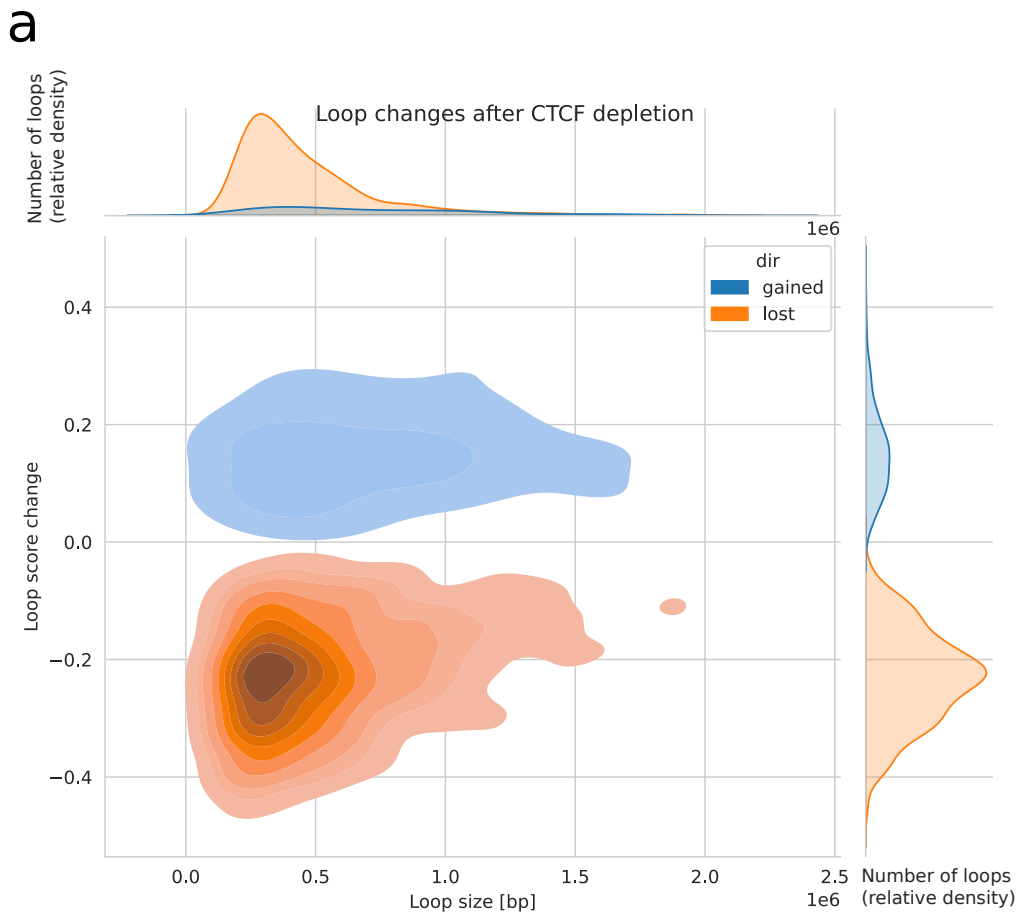 a
Number of loops
(relative density)
Loop changes after CTCF depletion
1e6
dir
gained
lost
0.4
0.2
0.0
−0.2
−0.4
Loop score change
0.0
0.5
1.0
1.5
2.0
2.5
1e6
Loop size [bp]
Number of loops
(relative density)